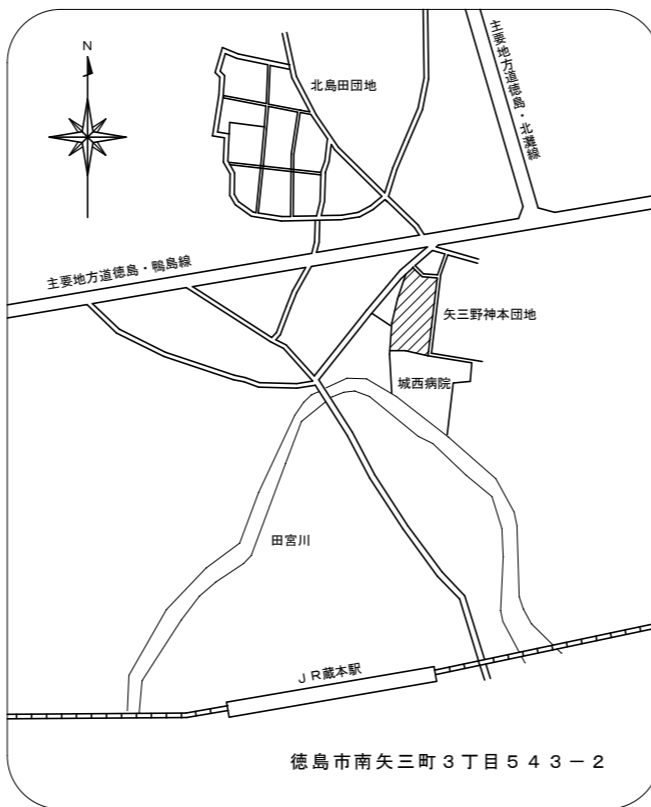 N
北島田団地
主要地方道徳島・北灘線
主要地方道徳島・鴨島線
矢三野神本団地
城西病院
田宮川
ＪＲ蔵本駅
徳島市南矢三町３丁目５４３－２